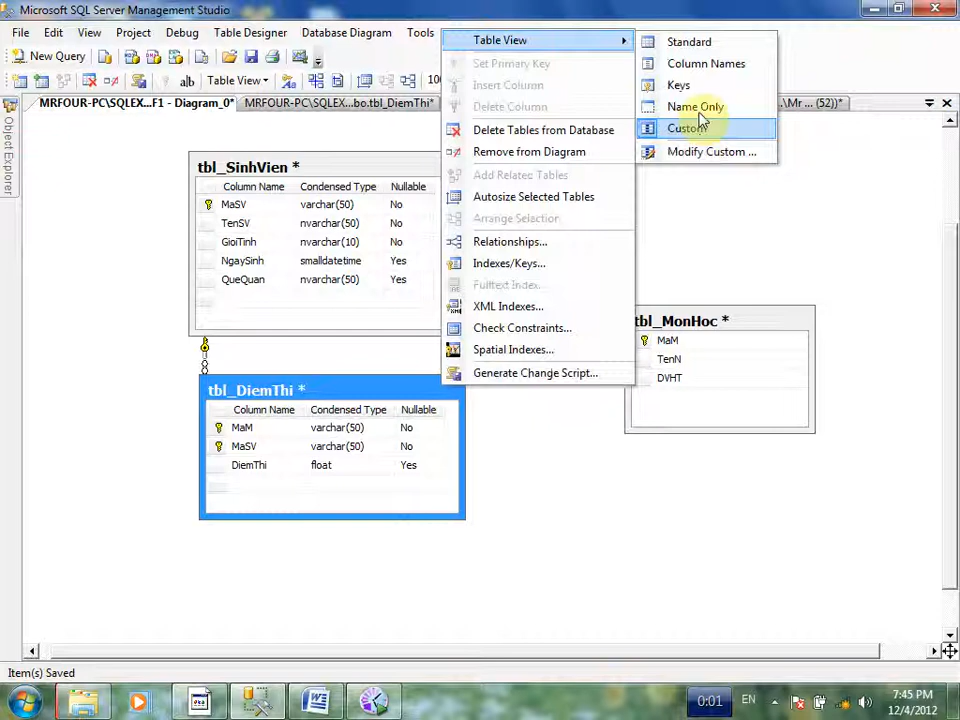 Microsoft SQL Server Management Studio
File Edit View Project Debug Table Designer Database Diagram Tools
New Query
Table View 100
MRFOUR-PC\SQLEX...F1 - Diagram_0* MRFOUR-PC\SQLEX...bo.tbl_DiemThi* .\Mr ... (52))*
Object Explorer
Table View
Set Primary Key
Insert Column
Delete Column
Delete Tables from Database
Remove from Diagram
Add Related Tables
Autosize Selected Tables
Arrange Selection
Relationships...
Indexes/Keys...
Fulltext Index...
XML Indexes...
Check Constraints...
Spatial Indexes...
Generate Change Script...
Standard
Column Names
Keys
Name Only
Custom
Modify Custom ...
tbl_SinhVien *
Column Name Condensed Type Nullable
MaSV varchar(50) No
TenSV nvarchar(50) No
GioiTinh nvarchar(10) No
NgaySinh smalldatetime Yes
QueQuan nvarchar(50) Yes
tbl_DiemThi *
Column Name Condensed Type Nullable
MaM varchar(50) No
MaSV varchar(50) No
DiemThi float Yes
tbl_MonHoc *
MaM
TenN
DVHT
Item(s) Saved
0:01 EN 7:45 PM
12/4/2012